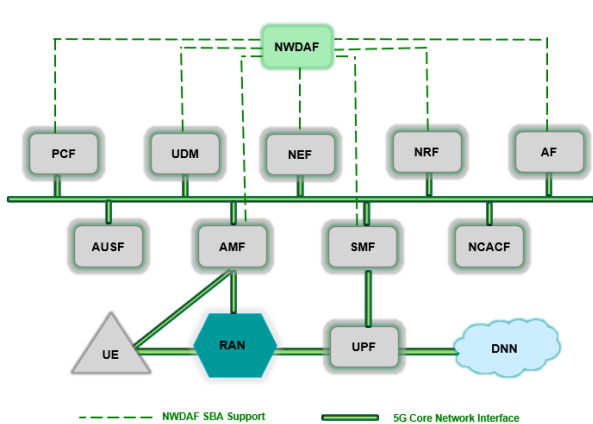 NWDAF
PCF
UDM
NEF
NRF
AF
AUSF
AMF
SMF
NCACF
UE
RAN
UPF
DNN
NWDAF SBA Support
5G Core Network Interface